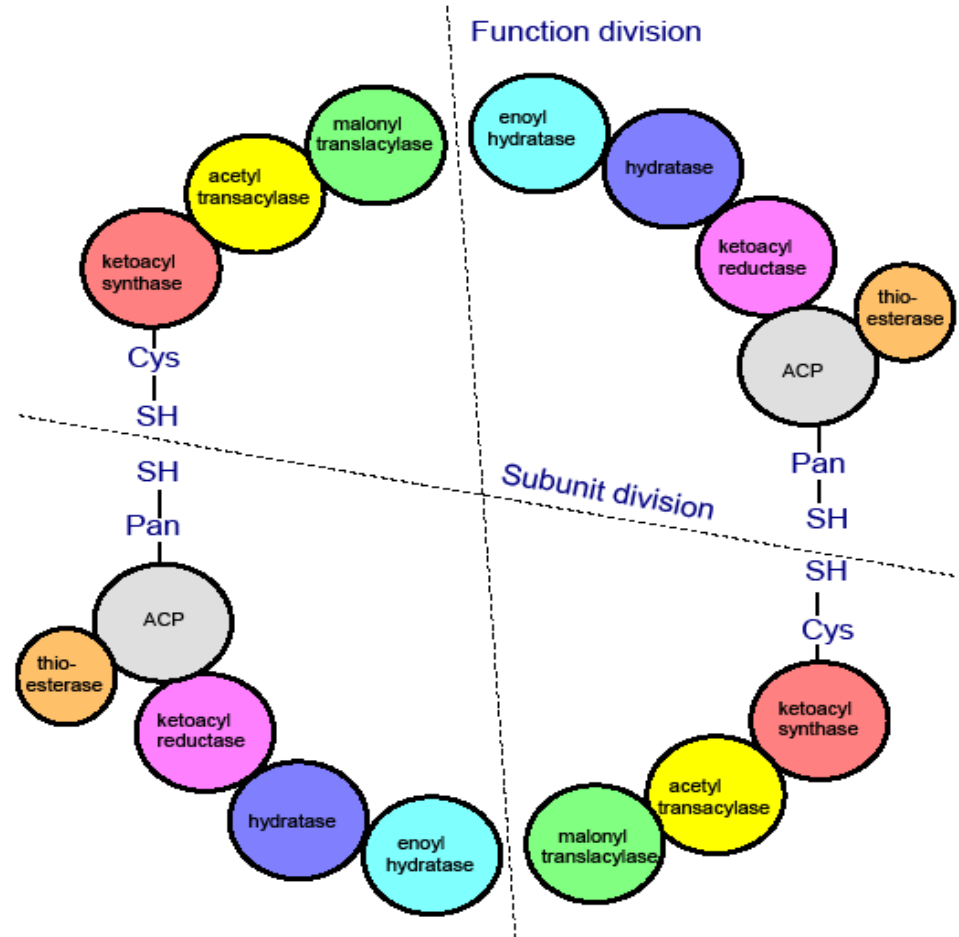 Function division
malonyl
translacylase
acetyl
transacylase
ketoacyl
synthase
Cys
SH
enoyl
hydratase
hydratase
ketoacyl
reductase
thio-
esterase
ACP
Pan
SH
Subunit division
SH
Pan
ACP
thio-
esterase
ketoacyl
reductase
hydratase
enoyl
hydratase
SH
Cys
ketoacyl
synthase
acetyl
transacylase
malonyl
translacylase